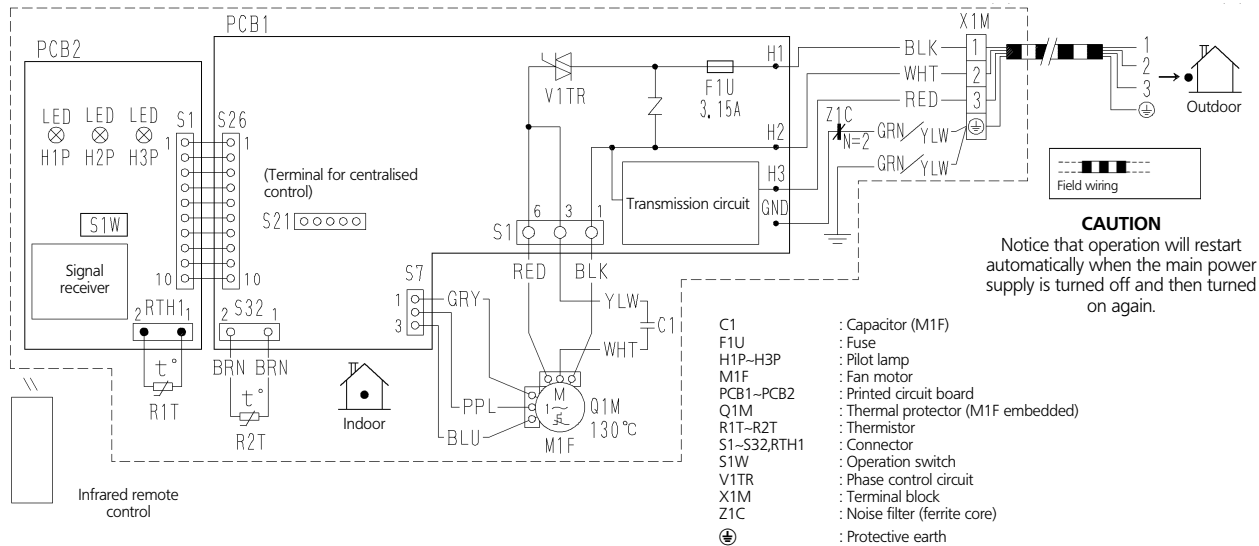 PCB1
X1M
PCB2
H1
BLK
1
1
WHT
2
2
V1TR
F1U
3.15A
RED
3
3
Outdoor
LED LED LED
S1 S26
H1P H2P H3P
1
1
Z1C
N=2
GRN/YLW
H2
GRN/YLW
(Terminal for centralised
control)
H3
Transmission circuit
GND
Field wiring
S21
S1
6 3 1
S1W
CAUTION
Notice that operation will restart
automatically when the main power
supply is turned off and then turned
on again.
Signal
receiver
10
10
RED
BLK
S7
1
3
GRY
YLW
C1
WHT
2 RTH1 1
2 S32 1
BRN BRN
t°
R1T
t°
R2T
Indoor
PPL
BLU
M
1~
M1F
Q1M
130°C
Infrared remote
control
C1 : Capacitor (M1F)
F1U : Fuse
H1P~H3P : Pilot lamp
M1F : Fan motor
PCB1~PCB2 : Printed circuit board
Q1M : Thermal protector (M1F embedded)
R1T~R2T : Thermistor
S1~S32,RTH1 : Connector
S1W : Operation switch
V1TR : Phase control circuit
X1M : Terminal block
Z1C : Noise filter (ferrite core)
: Protective earth